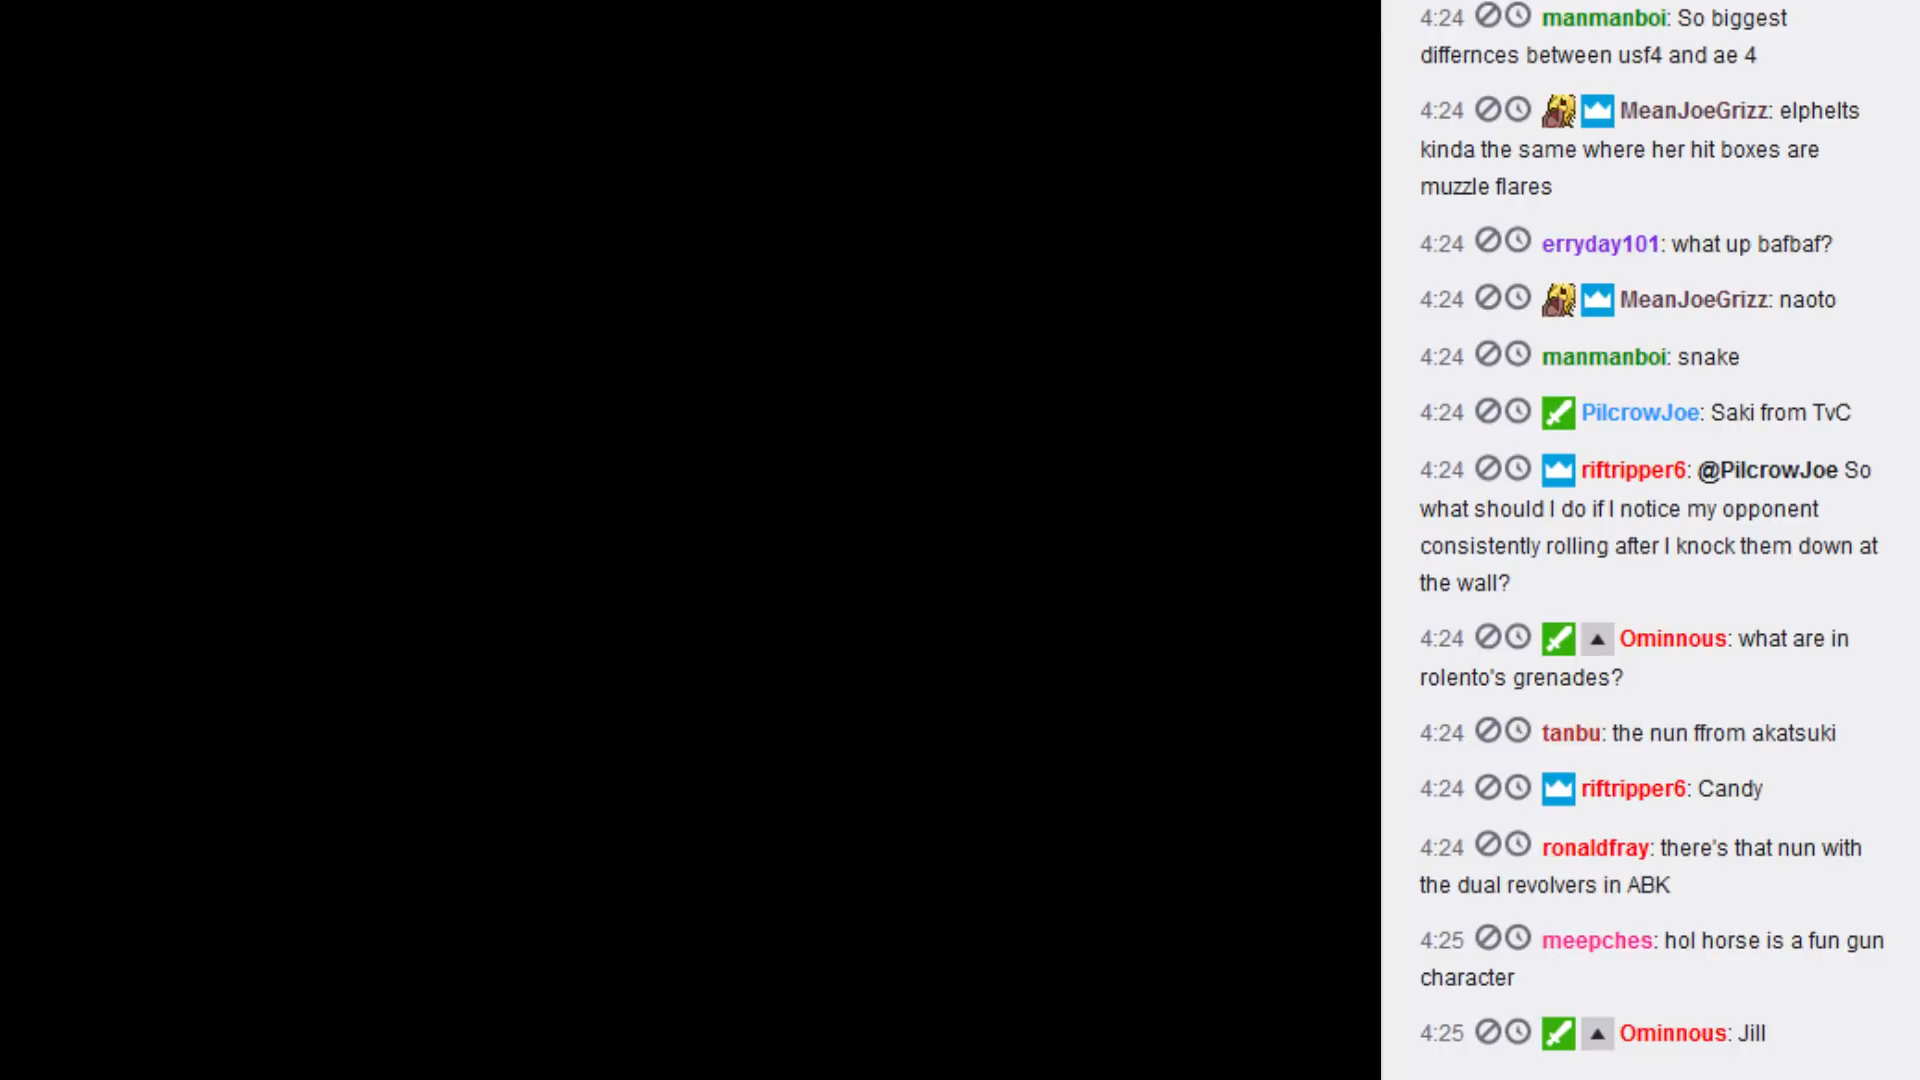 4:24 manmanboi: So biggest
differnces between usf4 and ae 4
4:24 MeanJoeGrizz: elphelts
kinda the same where her hit boxes are
muzzle flares
4:24 erryday101: what up bafbaf?
4:24 MeanJoeGrizz: naoto
4:24 manmanboi: snake
4:24 PilcrowJoe: Saki from TvC
4:24 riftripper6: @PilcrowJoe So
what should I do if I notice my opponent
consistently rolling after I knock them down at
the wall?
4:24 Ominnous: what are in
rolento's grenades?
4:24 tanbu: the nun ffrom akatsuki
4:24 riftripper6: Candy
4:24 ronaldfray: there's that nun with
the dual revolvers in ABK
4:25 meepches: hol horse is a fun gun
character
4:25 Ominnous: Jill